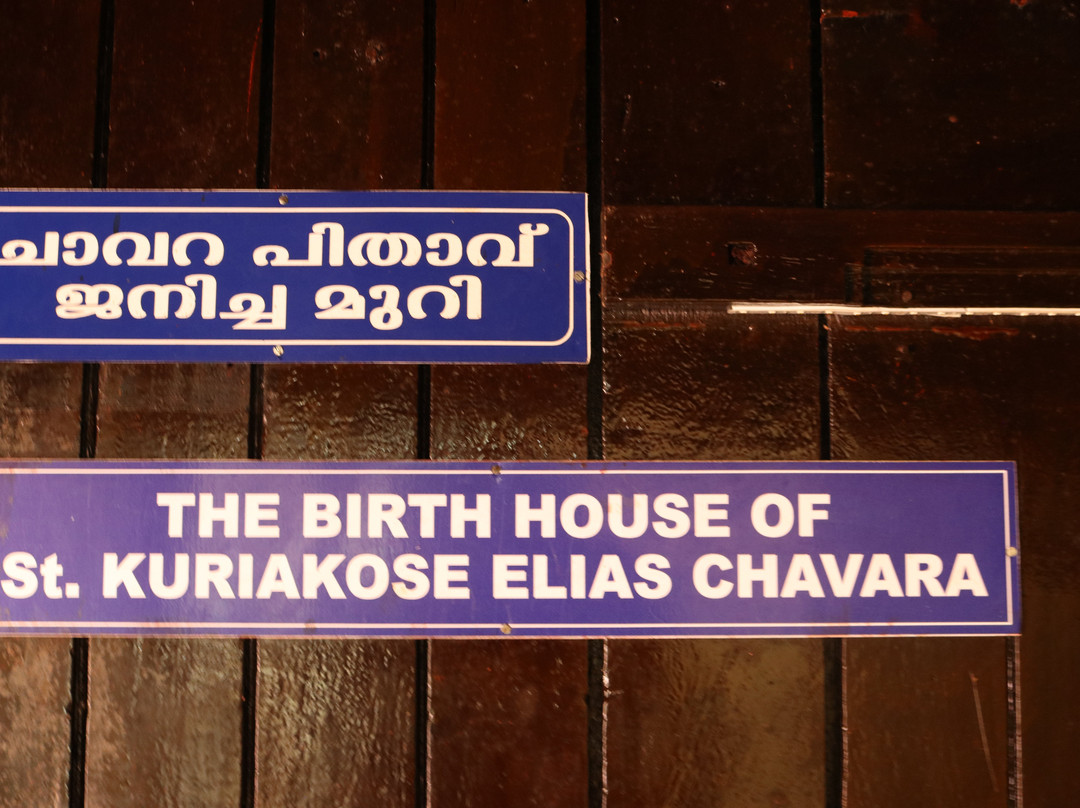 ചാവറ പിതാവ്
ജനിച്ച മുറി
THE BIRTH HOUSE OF
St. KURIAKOSE ELIAS CHAVARA